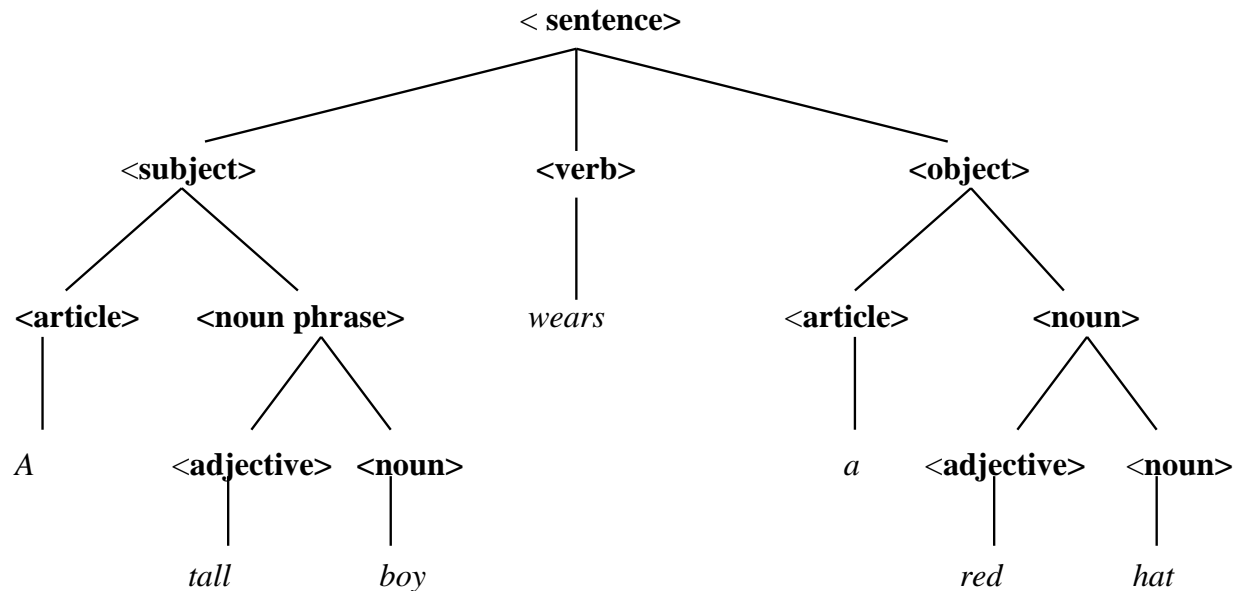 < sentence>
<subject> <verb> <object>
<article> <noun phrase> wears <article> <noun>
A <adjective> <noun> a <adjective> <noun>
tall boy red hat